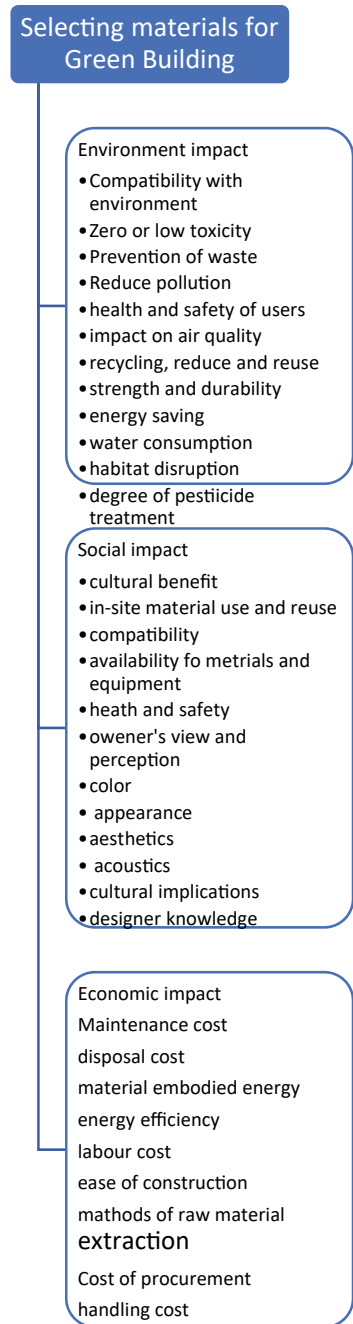 Selecting materials for
Green Building
Environment impact
•Compatibility with
environment
•Zero or low toxicity
•Prevention of waste
•Reduce pollution
•health and safety of users
•impact on air quality
•recycling, reduce and reuse
•strength and durability
•energy saving
•water consumption
•habitat disruption
•degree of pestiicide
treatment
Social impact
•cultural benefit
•in-site material use and reuse
•compatibility
•availability fo metrials and
equipment
•heath and safety
•owener's view and
perception
•color
• appearance
•aesthetics
• acoustics
•cultural implications
•designer knowledge
Economic impact
Maintenance cost
disposal cost
material embodied energy
energy efficiency
labour cost
ease of construction
mathods of raw material
extraction
Cost of procurement
handling cost